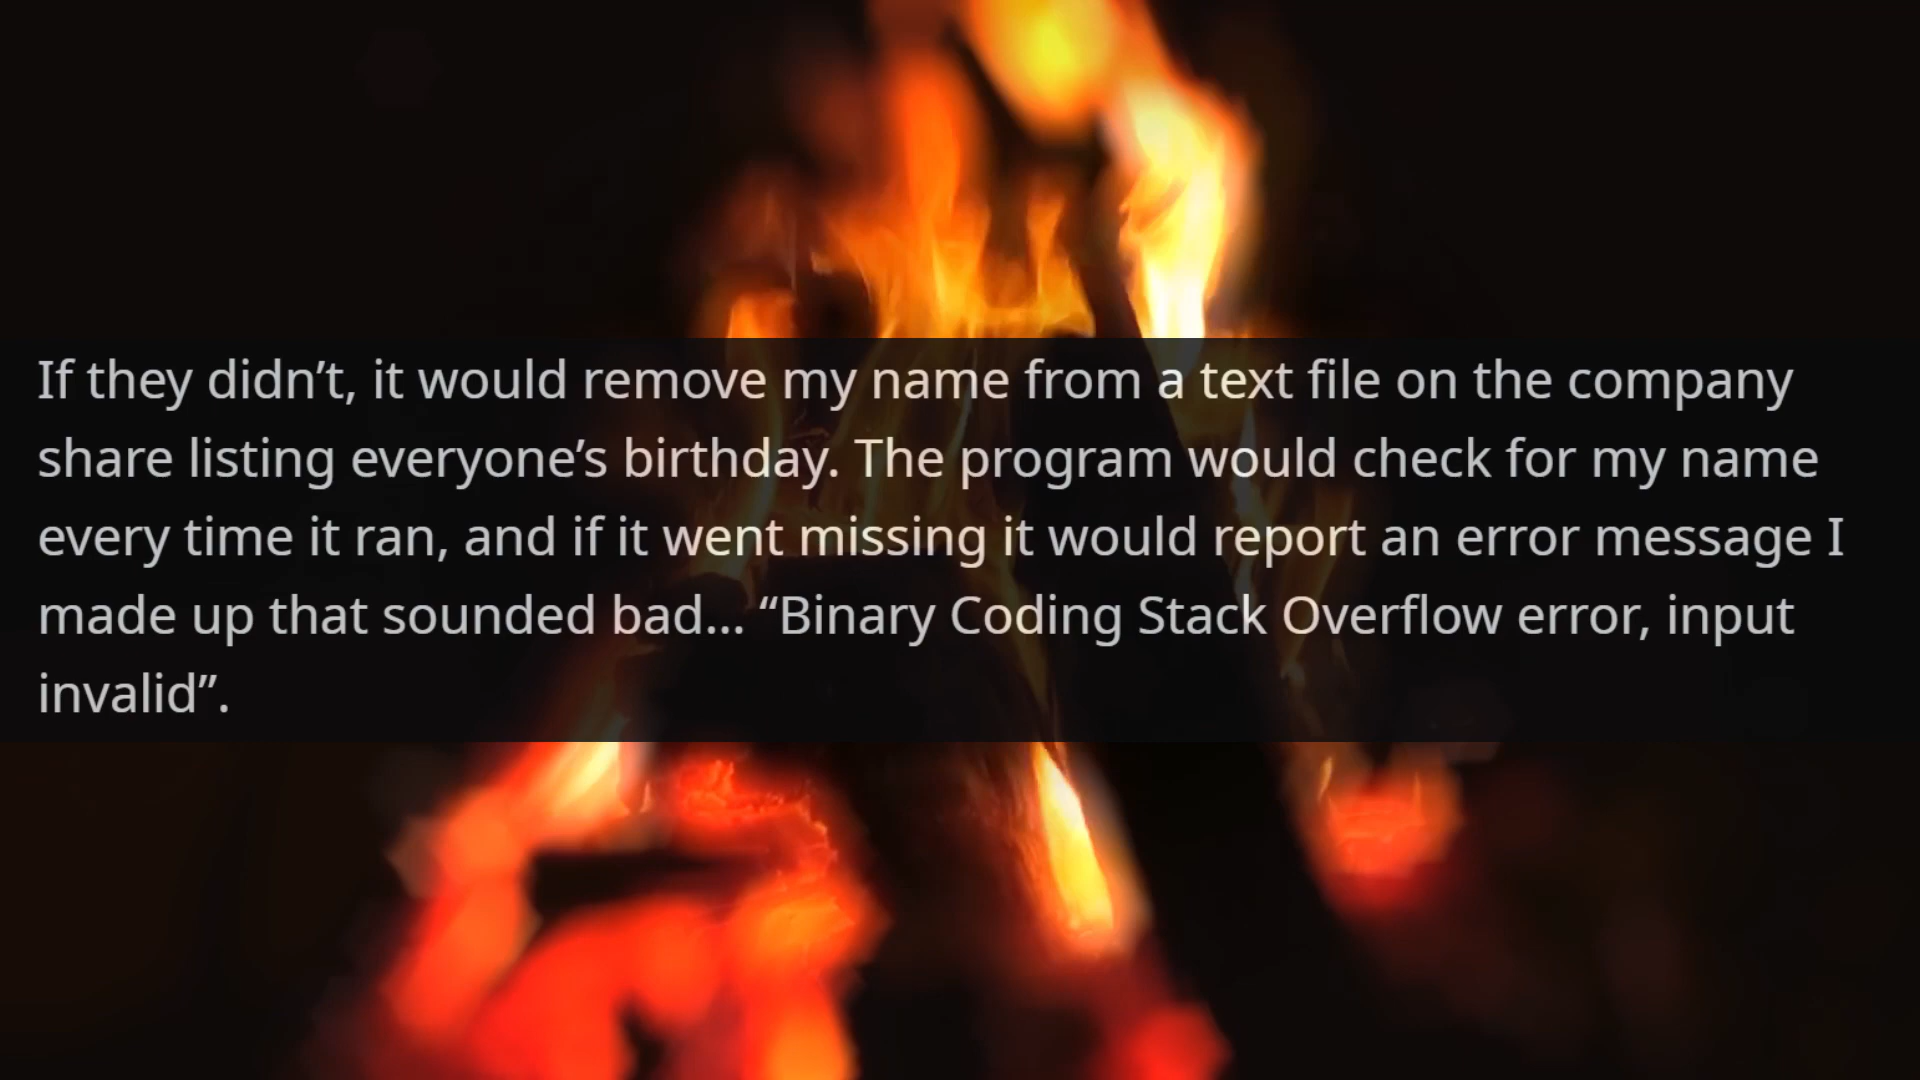 If they didn’t, it would remove my name from a text file on the company
share listing everyone’s birthday. The program would check for my name
every time it ran, and if it went missing it would report an error message I
made up that sounded bad... “Binary Coding Stack Overflow error, input
invalid”.